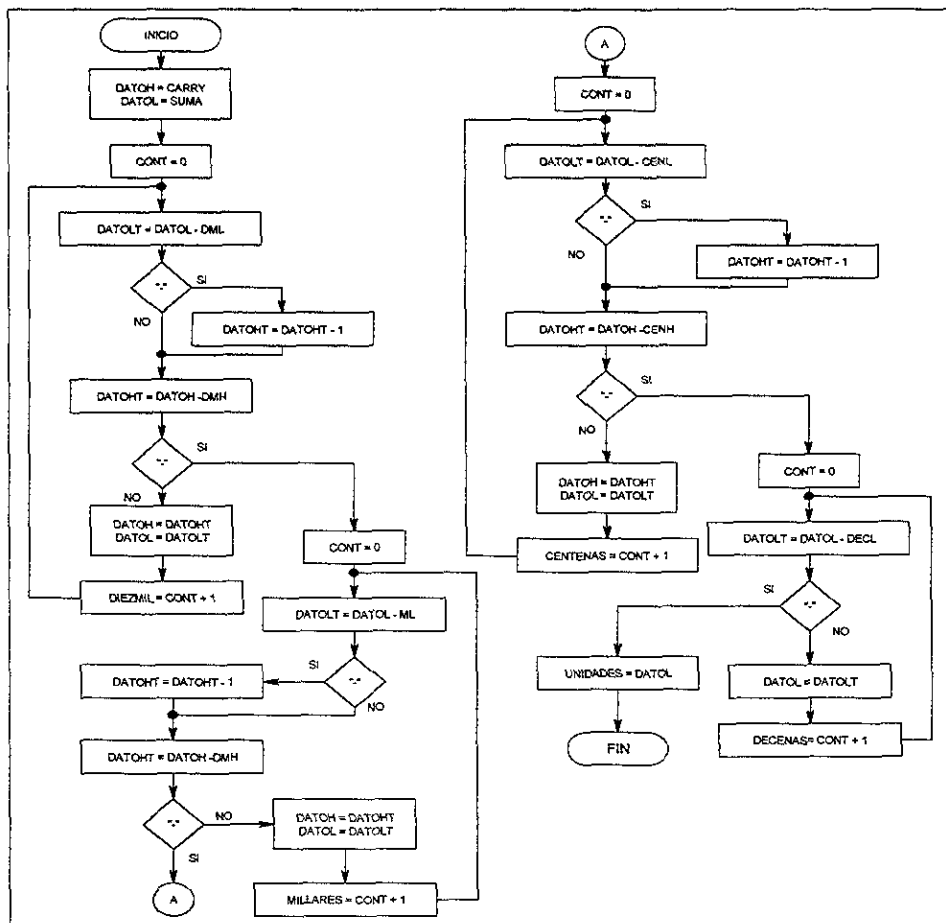 INICIO
DATOH = CARRY
DATOL = SUMA
CONT = 0
DATOLT = DATOL - DML
"-"
SI
NO
DATOHT = DATOHT - 1
DATOHT = DATOH -DMH
"-"
SI
NO
DATOH = DATOHT
DATOL = DATOLT
DIEZMIL = CONT + 1
CONT = 0
DATOLT = DATOL - ML
SI
"-"
NO
DATOHT = DATOHT - 1
DATOHT = DATOH -DMH
"-"
NO
SI
DATOH = DATOHT
DATOL = DATOLT
MILLARES = CONT + 1
A
A
CONT = 0
DATOLT = DATOL - CENL
"-"
SI
NO
DATOHT = DATOHT - 1
DATOHT = DATOH -CENH
"-"
SI
NO
DATOH = DATOHT
DATOL = DATOLT
CENTENAS = CONT + 1
CONT = 0
DATOLT = DATOL - DECL
SI
"-"
NO
UNIDADES = DATOL
DATOL = DATOLT
DECENAS= CONT + 1
FIN